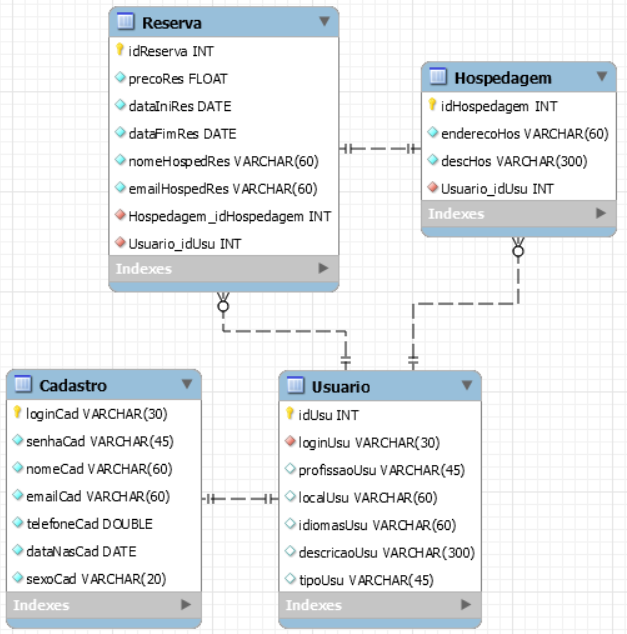 Reserva
idReserva INT
precoRes FLOAT
dataIniRes DATE
dataFimRes DATE
nomeHospedRes VARCHAR(60)
emailHospedRes VARCHAR(60)
Hospedagem_idHospedagem INT
Usuario_idUsu INT
Indexes
Hospedagem
idHospedagem INT
enderecoHos VARCHAR(60)
descHos VARCHAR(300)
Usuario_idUsu INT
Indexes
Cadastro
loginCad VARCHAR(30)
senhaCad VARCHAR(45)
nomeCad VARCHAR(60)
emailCad VARCHAR(60)
telefoneCad DOUBLE
dataNasCad DATE
sexoCad VARCHAR(20)
Indexes
Usuario
idUsu INT
loginUsu VARCHAR(30)
profissaoUsu VARCHAR(45)
localUsu VARCHAR(60)
idiomasUsu VARCHAR(60)
descricaoUsu VARCHAR(300)
tipoUsu VARCHAR(45)
Indexes